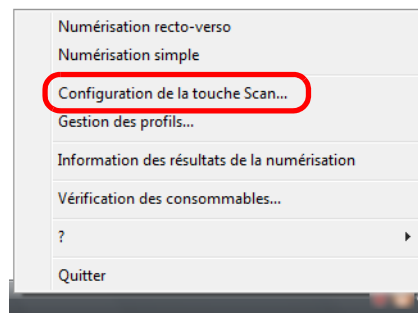 Numérisation recto-verso
Numérisation simple
Configuration de la touche Scan...
Gestion des profils...
Information des résultats de la numérisation
Vérification des consommables...
?
Quitter